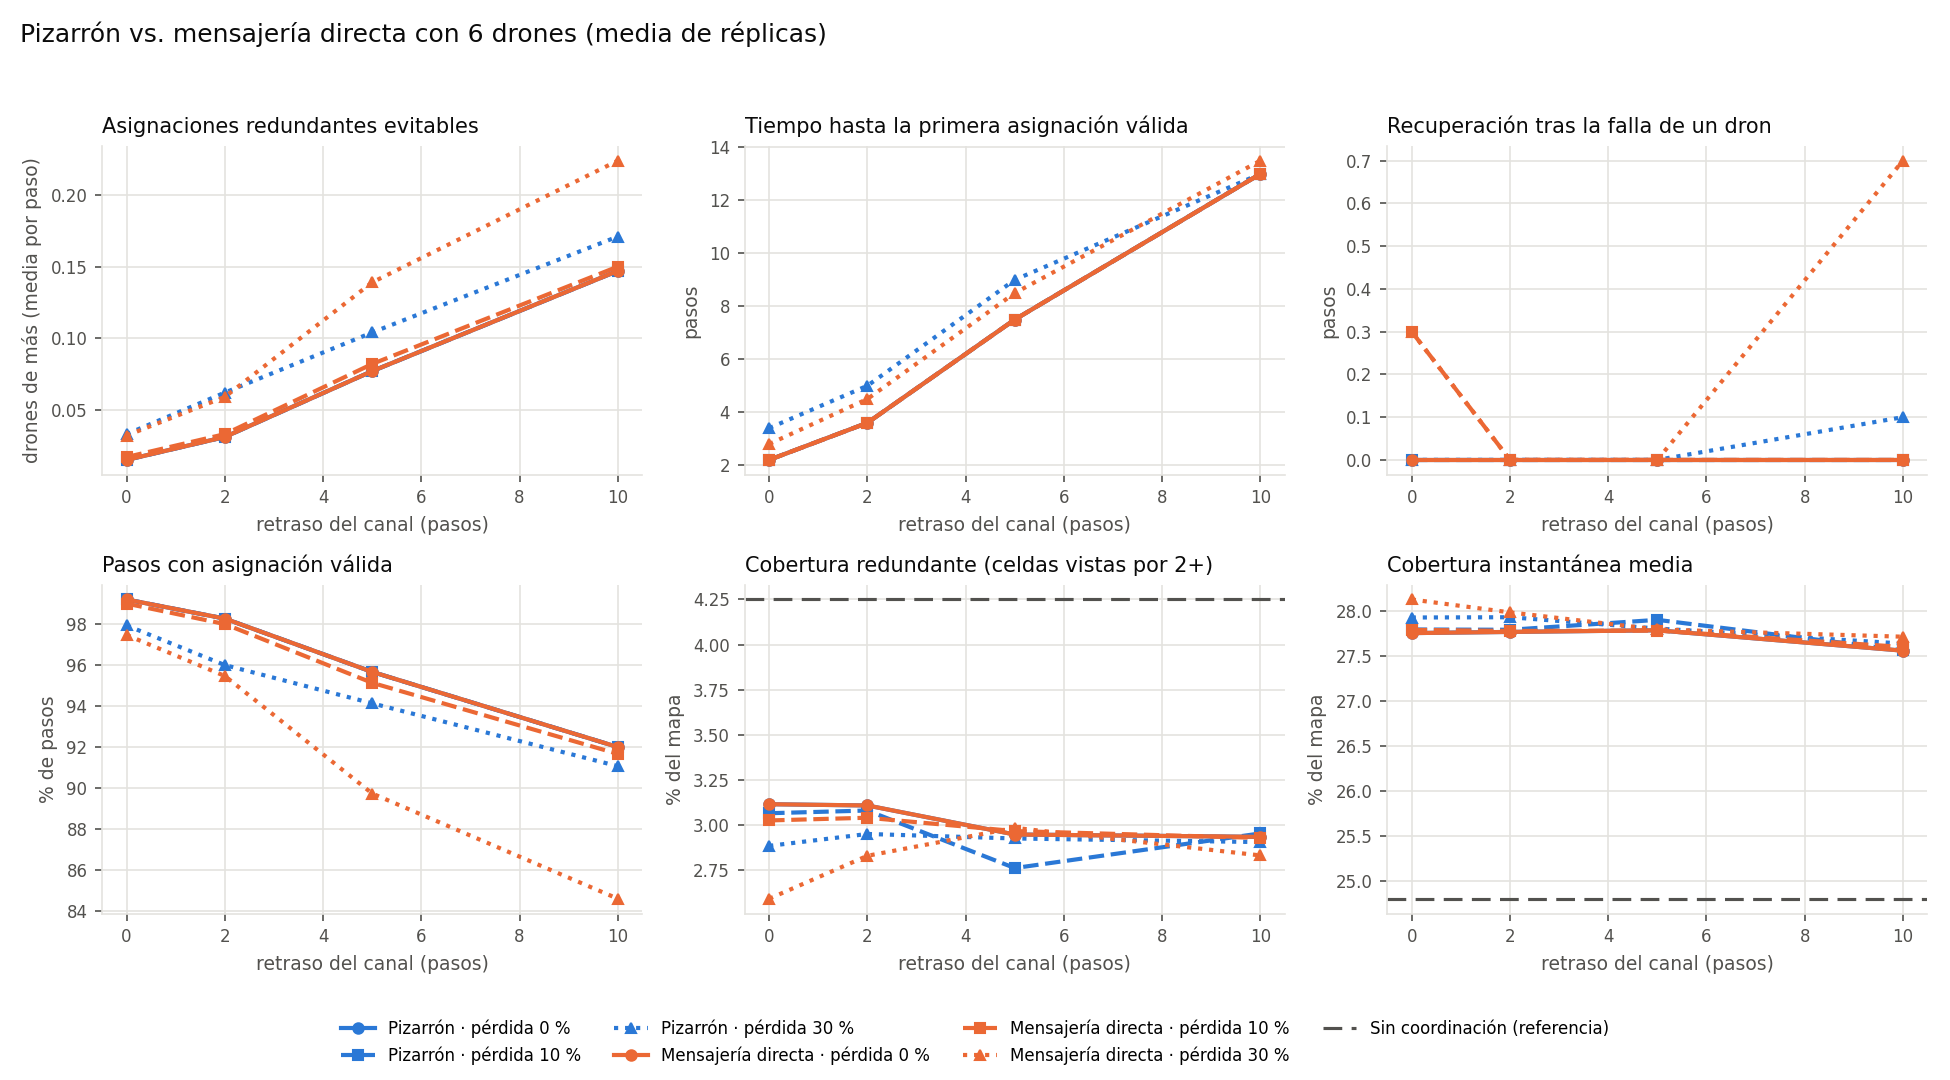 Pizarrón vs. mensajería directa con 6 drones (media de réplicas)
Asignaciones redundantes evitables
drones de más (media por paso)
0.20
0.15
0.10
0.05
0 2 4 6 8 10
retraso del canal (pasos)
Tiempo hasta la primera asignación válida
pasos
14
12
10
8
6
4
2
0 2 4 6 8 10
retraso del canal (pasos)
Recuperación tras la falla de un dron
pasos
0.7
0.6
0.5
0.4
0.3
0.2
0.1
0.0
0 2 4 6 8 10
retraso del canal (pasos)
Pasos con asignación válida
% de pasos
98
96
94
92
90
88
86
84
0 2 4 6 8 10
retraso del canal (pasos)
Cobertura redundante (celdas vistas por 2+)
% del mapa
4.25
4.00
3.75
3.50
3.25
3.00
2.75
0 2 4 6 8 10
retraso del canal (pasos)
Cobertura instantánea media
% del mapa
28.0
27.5
27.0
26.5
26.0
25.5
25.0
0 2 4 6 8 10
retraso del canal (pasos)
Pizarrón · pérdida 0 %
Pizarrón · pérdida 10 %
Pizarrón · pérdida 30 %
Mensajería directa · pérdida 0 %
Mensajería directa · pérdida 10 %
Mensajería directa · pérdida 30 %
Sin coordinación (referencia)